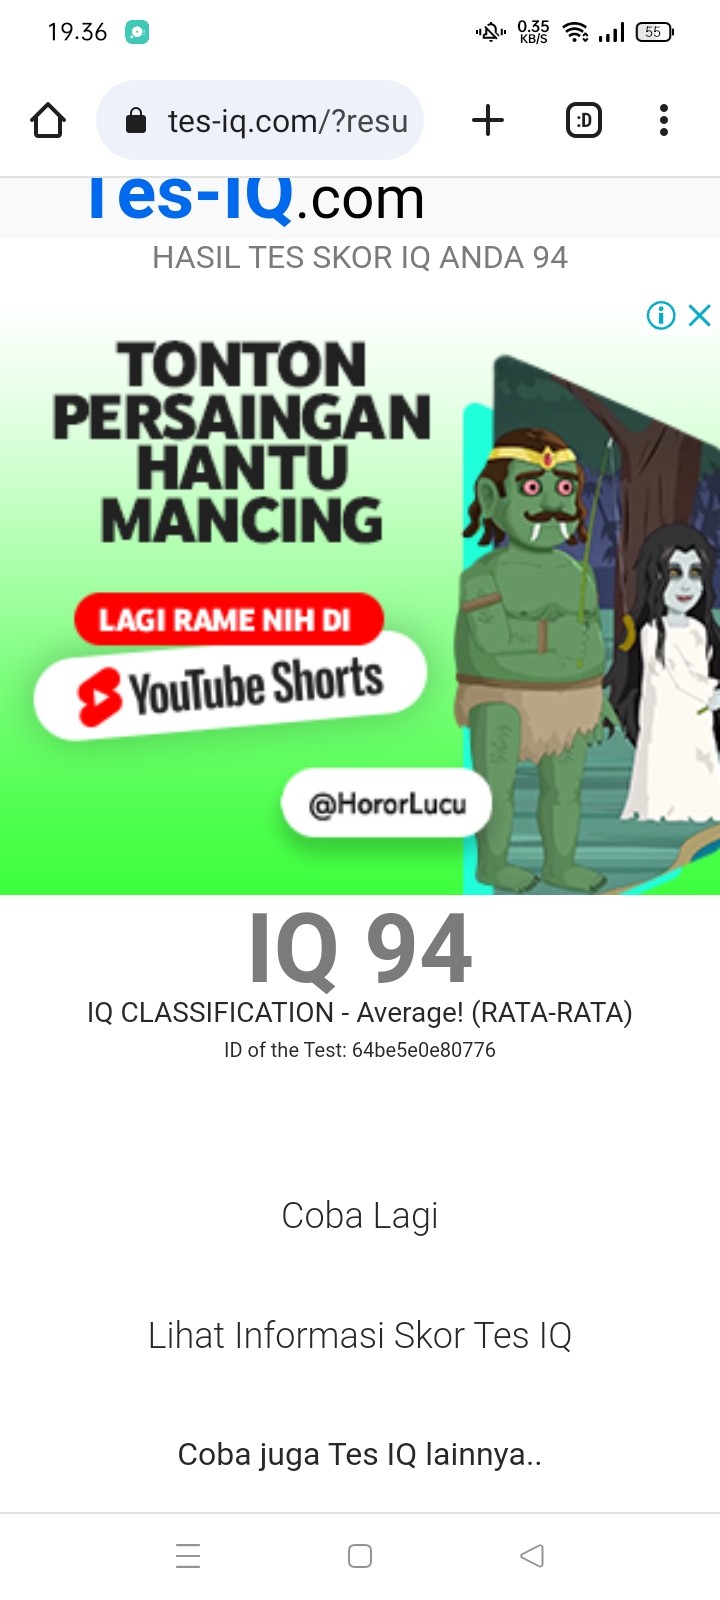 19.36
0.35
KB/S
55
tes-iq.com/?resu
:D
Tes-IQ.com
HASIL TES SKOR IQ ANDA 94
TONTON
PERSAINGAN
HANTU
MANCING
LAGI RAME NIH DI
YouTube Shorts
@HororLucu
IQ 94
IQ CLASSIFICATION - Average! (RATA-RATA)
ID of the Test: 64be5e0e80776
Coba Lagi
Lihat Informasi Skor Tes IQ
Coba juga Tes IQ lainnya..